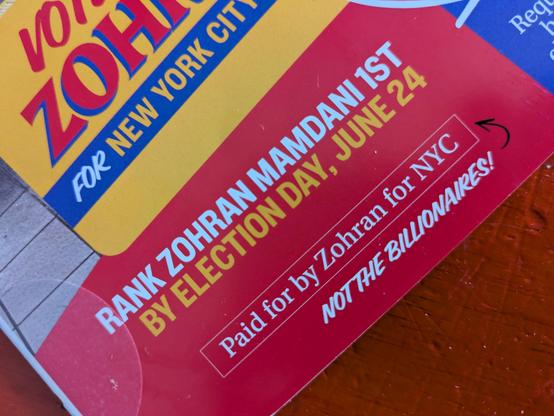 ZOHR
FOR NEW YORK CITY
RANK ZOHRAN MAMDANI 1ST
BY ELECTION DAY, JUNE 24
Paid for by Zohran for NYC
NOT THE BILLIONAIRES!